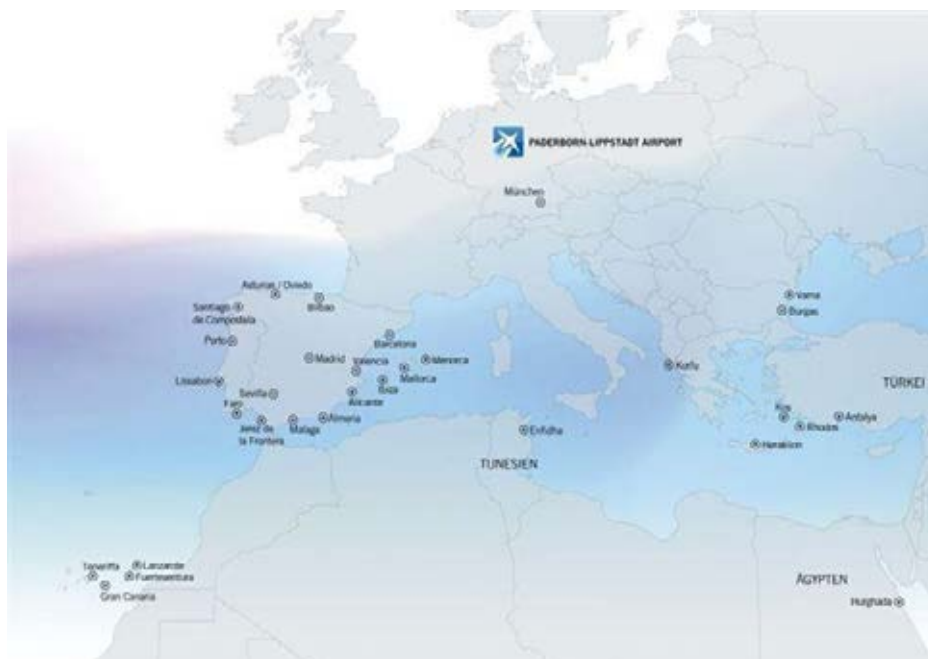 PADERBORN-LIPPSTADT AIRPORT
München
Asturias / Oviedo
Bilbao
Santiago
de Compostela
Porto
Barcelona
Madrid
Valencia
Menorca
Mallorca
Ibiza
Lissabon
Sevilla
Alicante
Faro
Jerez de
la Frontera
Malaga
Almeria
Varna
Burgas
Korfu
TÜRKEI
Kos
Antalya
Rhodos
Heraklion
Enfidha
TUNESIEN
Teneriffa
Lanzarote
Fuerteventura
Gran Canaria
ÄGYPTEN
Hurghada